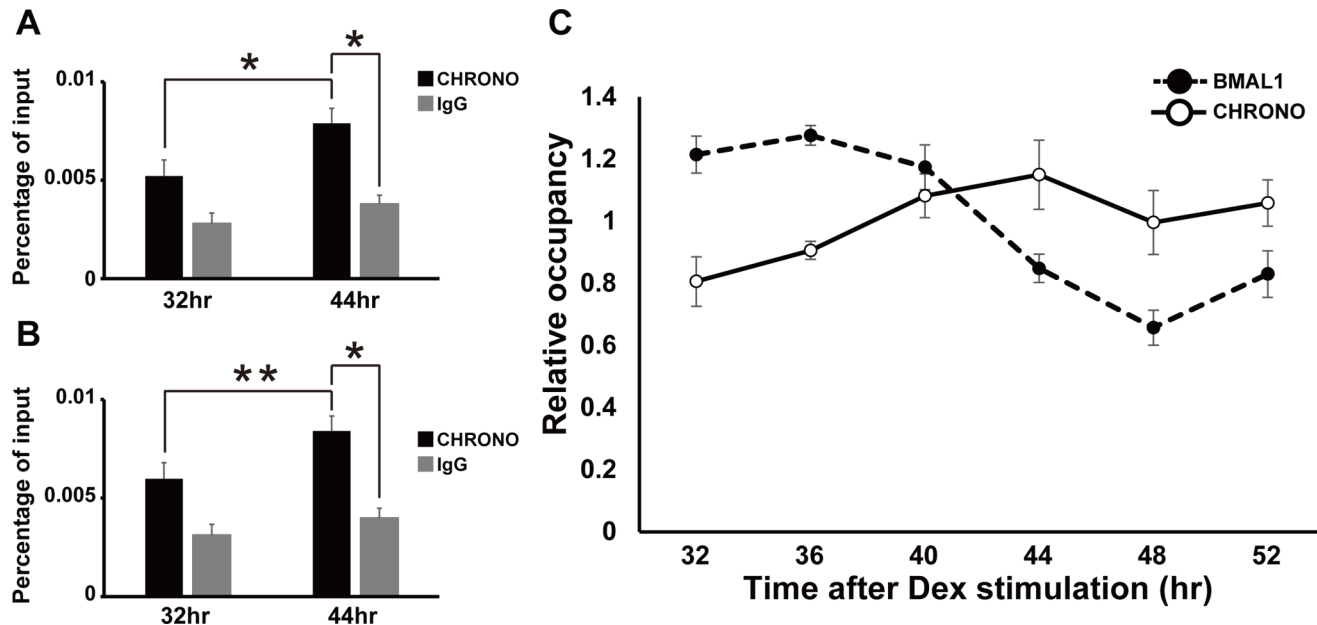 A
*
*
0.01
0.005
0
Percentage of input
32hr
44hr
CHRONO
IgG
B
**
*
0.01
0.005
0
Percentage of input
32hr
44hr
CHRONO
IgG
C
BMAL1
CHRONO
1.4
1.2
1
0.8
0.6
0.4
0.2
0
Relative occupancy
32 36 40 44 48 52
Time after Dex stimulation (hr)